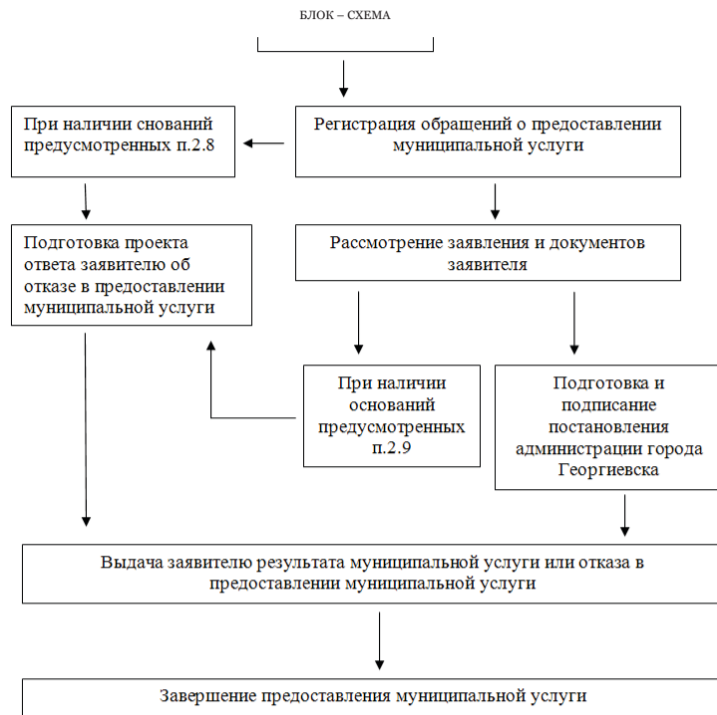 БЛОК – СХЕМА
При наличии снований
предусмотренных п.2.8
Регистрация обращений о предоставлении
муниципальной услуги
Подготовка проекта
ответа заявителю об
отказе в предоставлении
муниципальной услуги
Рассмотрение заявления и документов
заявителя
При наличии
оснований
предусмотренных
п.2.9
Подготовка и
подписание
постановления
администрации города
Георгиевска
Выдача заявителю результата муниципальной услуги или отказа в
предоставлении муниципальной услуги
Завершение предоставления муниципальной услуги